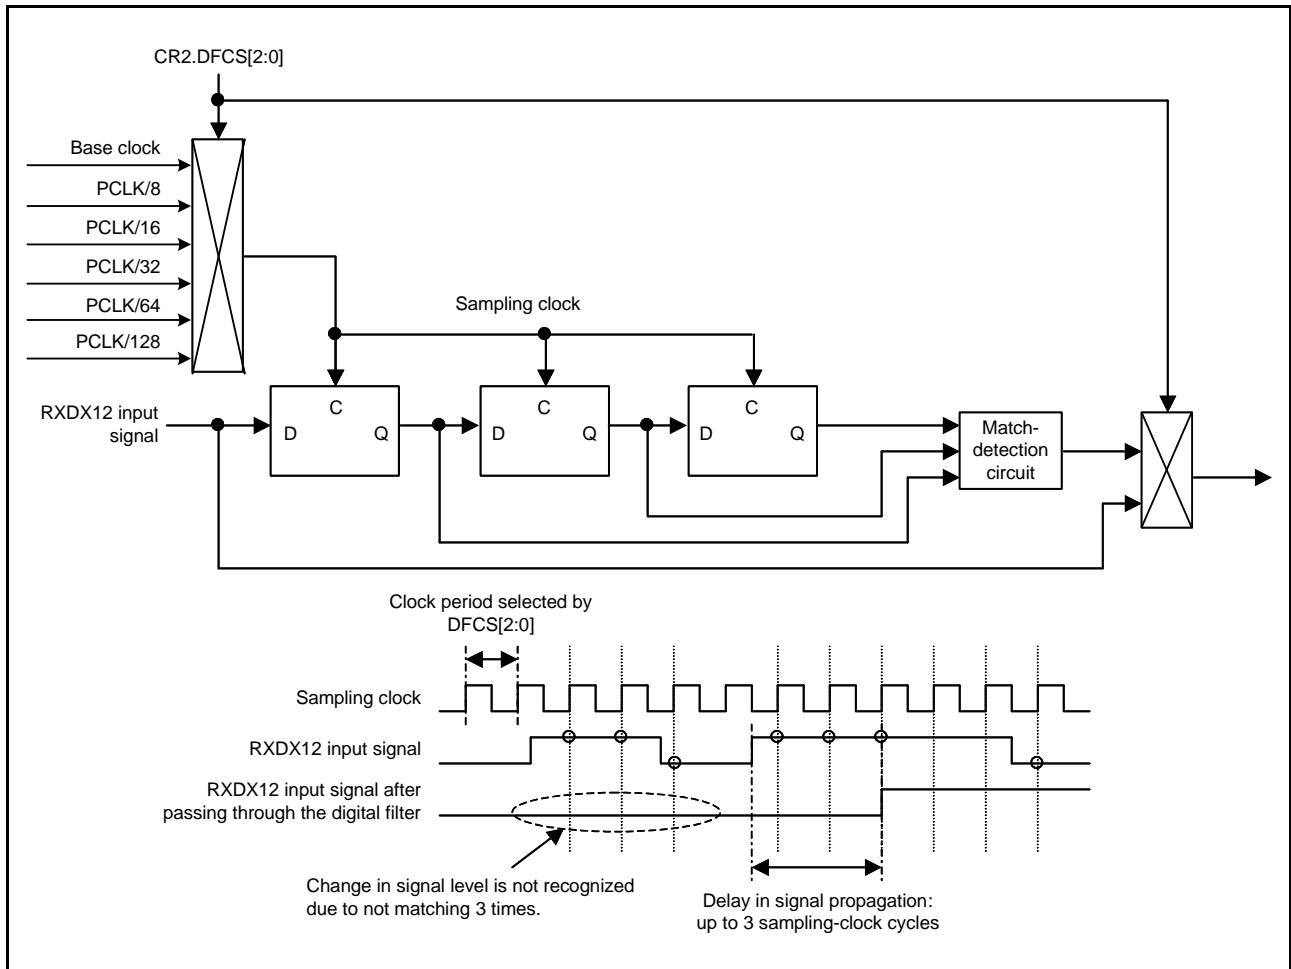 CR2.DFCS[2:0]
Base clock
PCLK/8
PCLK/16
PCLK/32
PCLK/64
PCLK/128
Sampling clock
RXDX12 input
signal
C
D
Q
C
D
Q
C
D
Q
Match-
detection
circuit
Clock period selected by
DFCS[2:0]
Sampling clock
RXDX12 input signal
RXDX12 input signal after
passing through the digital filter
Change in signal level is not recognized
due to not matching 3 times.
Delay in signal propagation:
up to 3 sampling-clock cycles